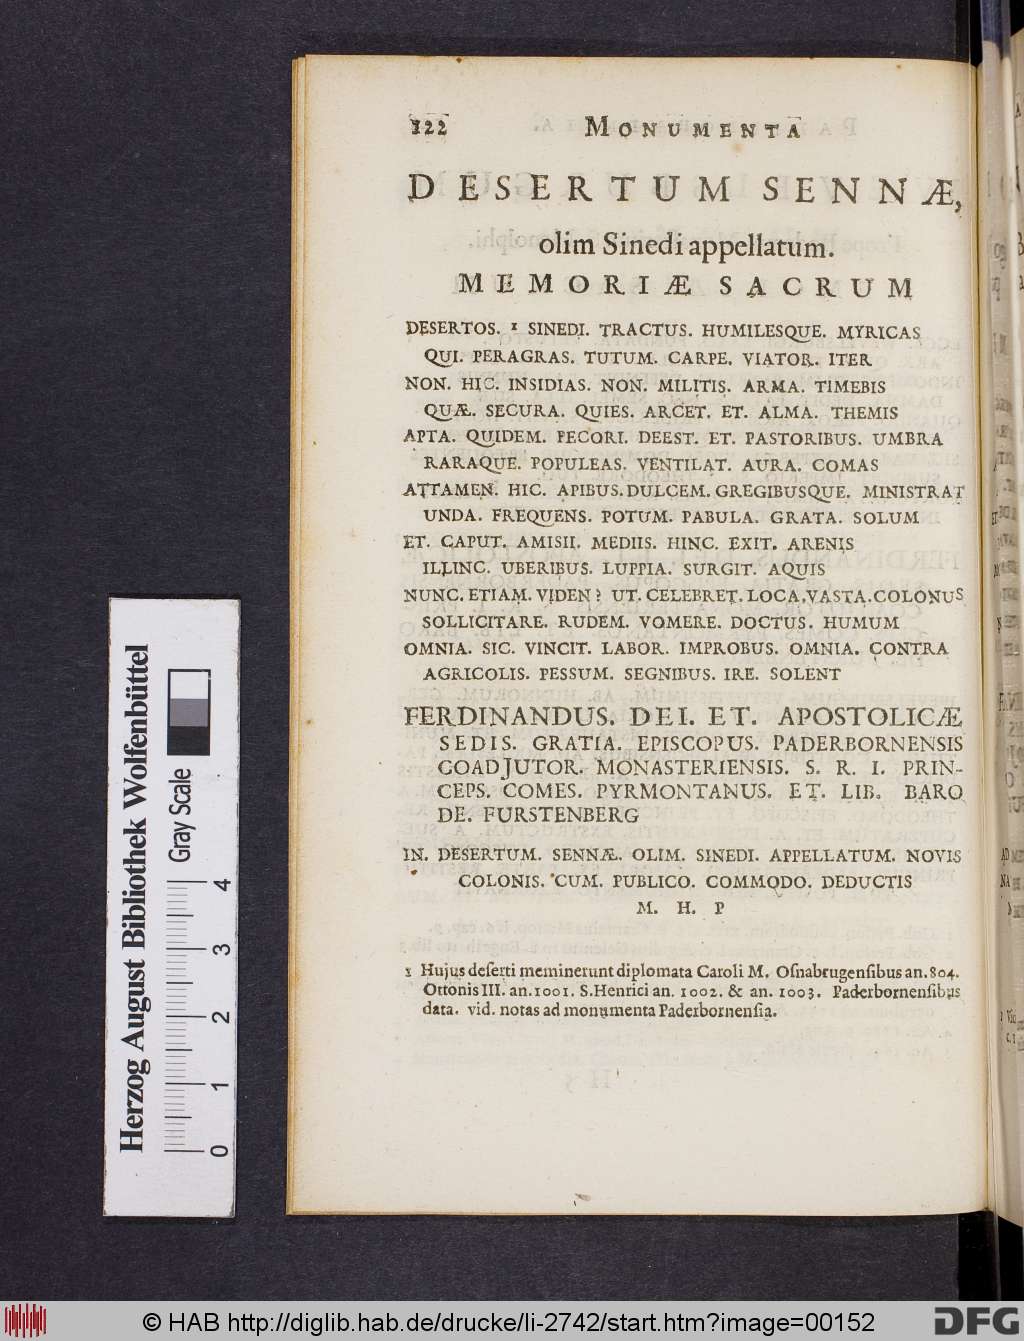 122 MONUMENTA
DESERTUM SENNÆ,
olim Sinedi appellatum.
MEMORIÆ SACRUM
DESERTOS. 1 SINEDI. TRACTUS. HUMILESQUE. MYRICAS
QUI. PERAGRAS. TUTUM. CARPE. VIATOR. ITER
NON. HIC. INSIDIAS. NON. MILITIS. ARMA. TIMEBIS
QUÆ. SECURA. QUIES. ARCET. ET. ALMA. THEMIS
APTA. QUIDEM. PECORI. DEEST. ET. PASTORIBUS. UMBRA
RARAQUE. POPULEAS. VENTILAT. AURA. COMAS
ATTAMEN. HIC. APIBUS. DULCEM. GREGIBUSQUE. MINISTRAT
UNDA. FREQUENS. POTUM. PABULA. GRATA. SOLUM
ET. CAPUT. AMISII. MEDIIS. HINC. EXIT. ARENIS
ILLINC. UBERIBUS. LUPPIA. SURGIT. AQUIS
NUNC. ETIAM. VIDEN? UT. CELEBRET. LOCA. VASTA. COLONUS
SOLLICITARE. RUDEM. VOMERE. DOCTUS. HUMUM
OMNIA. SIC. VINCIT. LABOR. IMPROBUS. OMNIA. CONTRA
AGRICOLIS. PESSUM. SEGNIBUS. IRE. SOLENT
FERDINANDUS. DEI. ET. APOSTOLICÆ
SEDIS. GRATIA. EPISCOPUS. PADERBORNENSIS
COADJUTOR. MONASTERIENSIS. S. R. I. PRIN-
CEPS. COMES. PYRMONTANUS. ET. LIB. BARO
DE. FURSTENBERG
IN. DESERTUM. SENNÆ. OLIM. SINEDI. APPELLATUM. NOVIS
COLONIS. CUM. PUBLICO. COMMODO. DEDUCTIS
M. H. P
1 Hujus deſerti meminerunt diplomata Caroli M. Oſnabrugenſibus an. 804.
Ottonis III. an. 1001. S. Henrici an. 1002. & an. 1003. Paderbornenſibus
data. vid. notas ad monumenta Paderbornenſia.
Herzog August Bibliothek Wolfenbüttel
Gray Scale
0 1 2 3 4
© HAB http://diglib.hab.de/drucke/li-2742/start.htm?image=00152
DFG